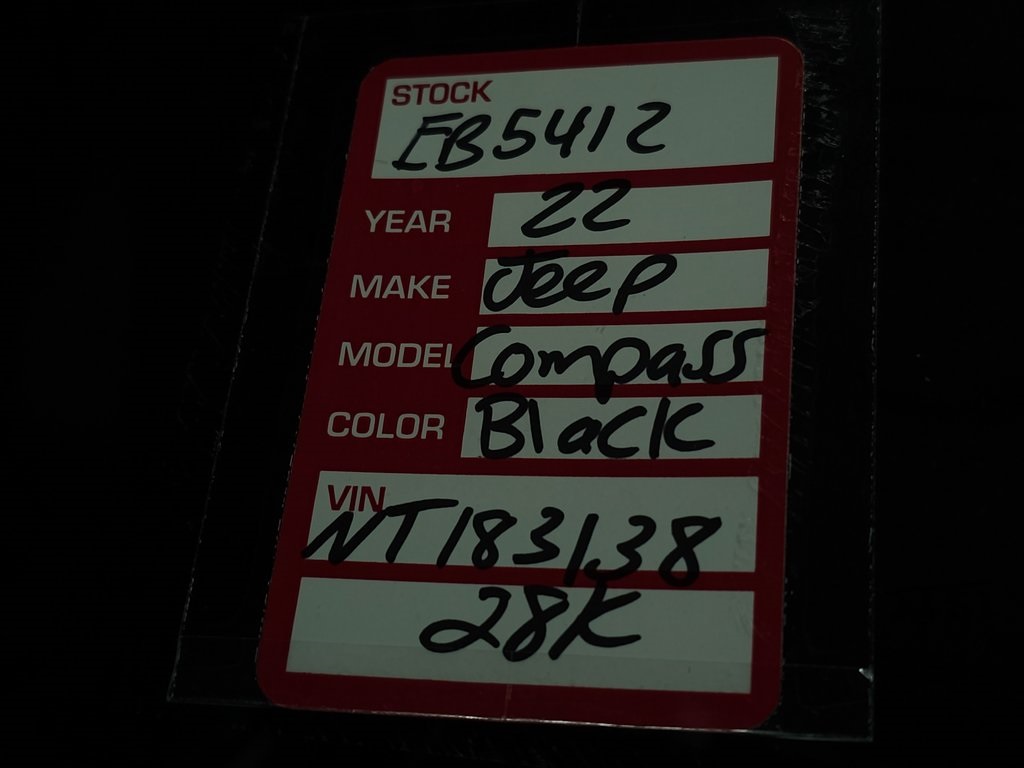 STOCK
EB5412
YEAR 22
MAKE Jeep
MODEL Compass
COLOR Black
VIN
NT183138
28K